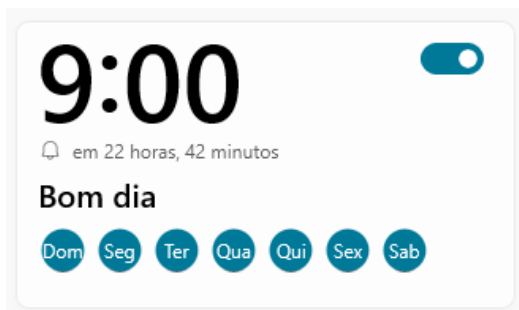 9:00
em 22 horas, 42 minutos
Bom dia
Dom Seg Ter Qua Qui Sex Sab